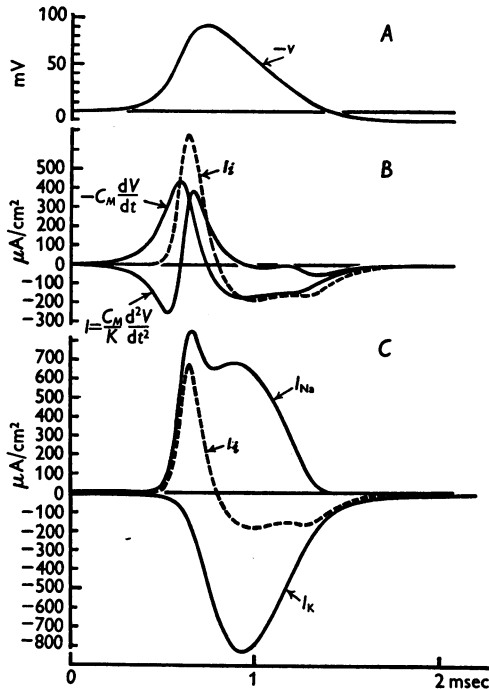 100
A
50
0
mV
−v
B
500
400
300
200
100
0
−100
−200
−300
μA/cm²
I_i
−C_M dV/dt
I = C_M/K d²V/dt²
C
700
600
500
400
300
200
100
0
−100
−200
−300
−400
−500
−600
−700
−800
μA/cm²
I_Na
I_i
I_K
0
1
2 msec